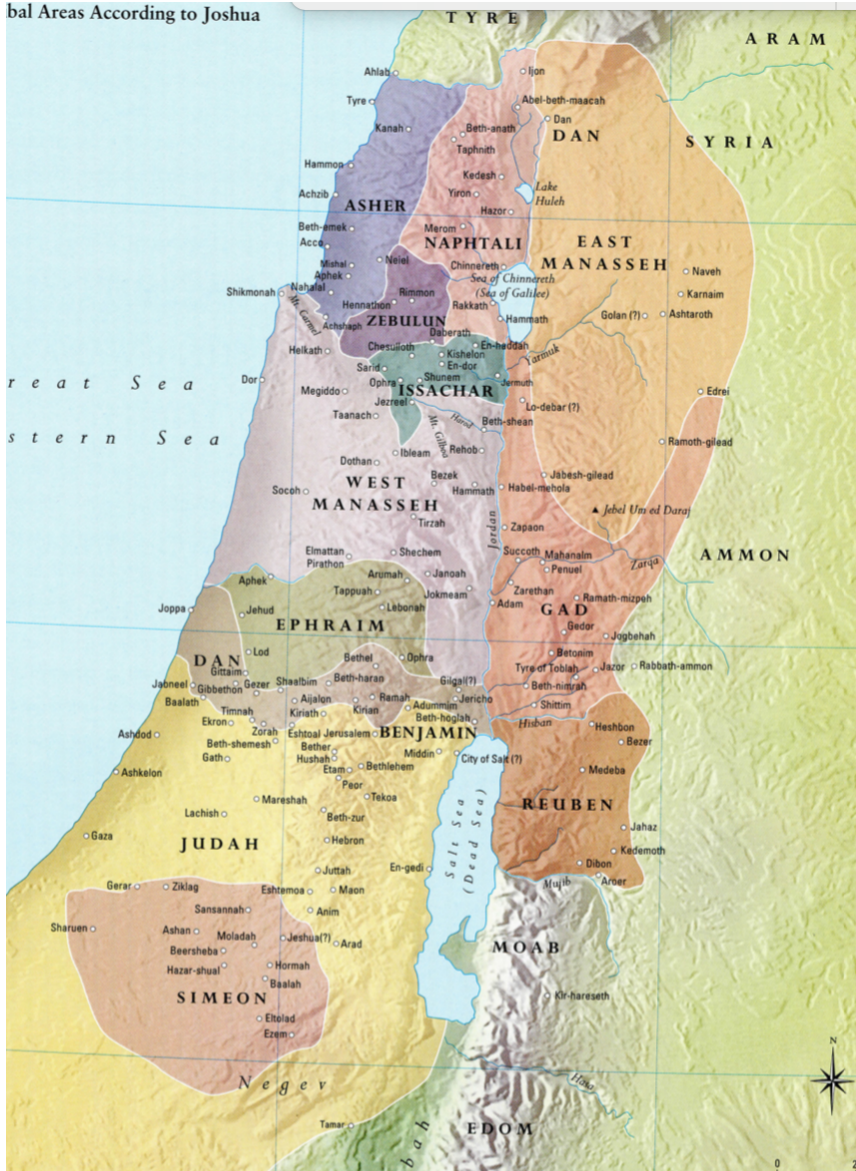 bal Areas According to Joshua
TYRE
ARAM
Ahlab
Ijon
Tyre
Abel-beth-maacah
Dan
DAN
Kanah
Beth-anath
Taphnith
SYRIA
Hammon
Kedesh
Lake
Huleh
Achzib
Yiron
ASHER
Hazor
Beth-emek
Merom
Acco
NAPHTALI
EAST
MANASSEH
Mishal
Neiel
Chinnereth
Aphek
Sea of Chinnereth
(Sea of Galilee)
Naveh
Nahalal
Shikmonah
Rimmon
Karnaim
Hennathon
Rakkath
Mt. Carmel
ZEBULUN
Hammath
Golan (?)
Ashtaroth
Achshaph
Daberath
Helkath
Chesulloth
En-haddah
Kishelon
Yarmuk
Sarid
En-dor
reat Sea
Dor
Ophra
Shunem
Jermuth
Megiddo
ISSACHAR
Edrei
Jezreel
Lo-debar (?)
Taanach
Harod
Beth-shean
stern Sea
Mt. Gilboa
Ramoth-gilead
Ibleam
Rehob
Dothan
Jabesh-gilead
WEST
MANASSEH
Bezek
Socoh
Hammath
Habel-mehola
Jebel Um ed Daraj
Tirzah
Jordan
Zapaon
Elmattan
Shechem
Succoth
Mahanalm
AMMON
Pirathon
Penuel
Zarqa
Aphek
Arumah
Janoah
Tappuah
Jokmeam
Zarethan
Joppa
Jehud
Lebonah
Adam
Ramath-mizpeh
EPHRAIM
GAD
Gedor
Jogbehah
Lod
Betonim
DAN
Bethel
Ophra
Gittaim
Tyre of Toblah
Jazor
Rabbath-ammon
Jabneel
Gezer
Shaalbim
Beth-haran
Gilgal(?)
Gibbethon
Beth-nimrah
Baalath
Aijalon
Ramah
Jericho
Timnah
Kiriath
Kirian
Adummim
Shittim
Ekron
Beth-hoglah
Hisban
Zorah
Eshtoal
Jerusalem
BENJAMIN
Heshbon
Ashdod
Beth-shemesh
Bether
Middin
Bezer
Gath
Hushah
City of Salt (?)
Ashkelon
Etam
Bethlehem
Medeba
Peor
Mareshah
Tekoa
REUBEN
Lachish
Beth-zur
Salt Sea
(Dead Sea)
Gaza
JUDAH
Hebron
Jahaz
Kedemoth
Juttah
En-gedi
Dibon
Gerar
Ziklag
Eshtemoa
Maon
Mujib
Aroer
Sansannah
Anim
Sharuen
Ashan
Moladah
Jeshua(?)
Arad
MOAB
Beersheba
Hazar-shual
Hormah
Baalah
SIMEON
Klr-hareseth
Eltolad
Ezem
N
Negev
Hasa
Tamar
bah
EDOM
0